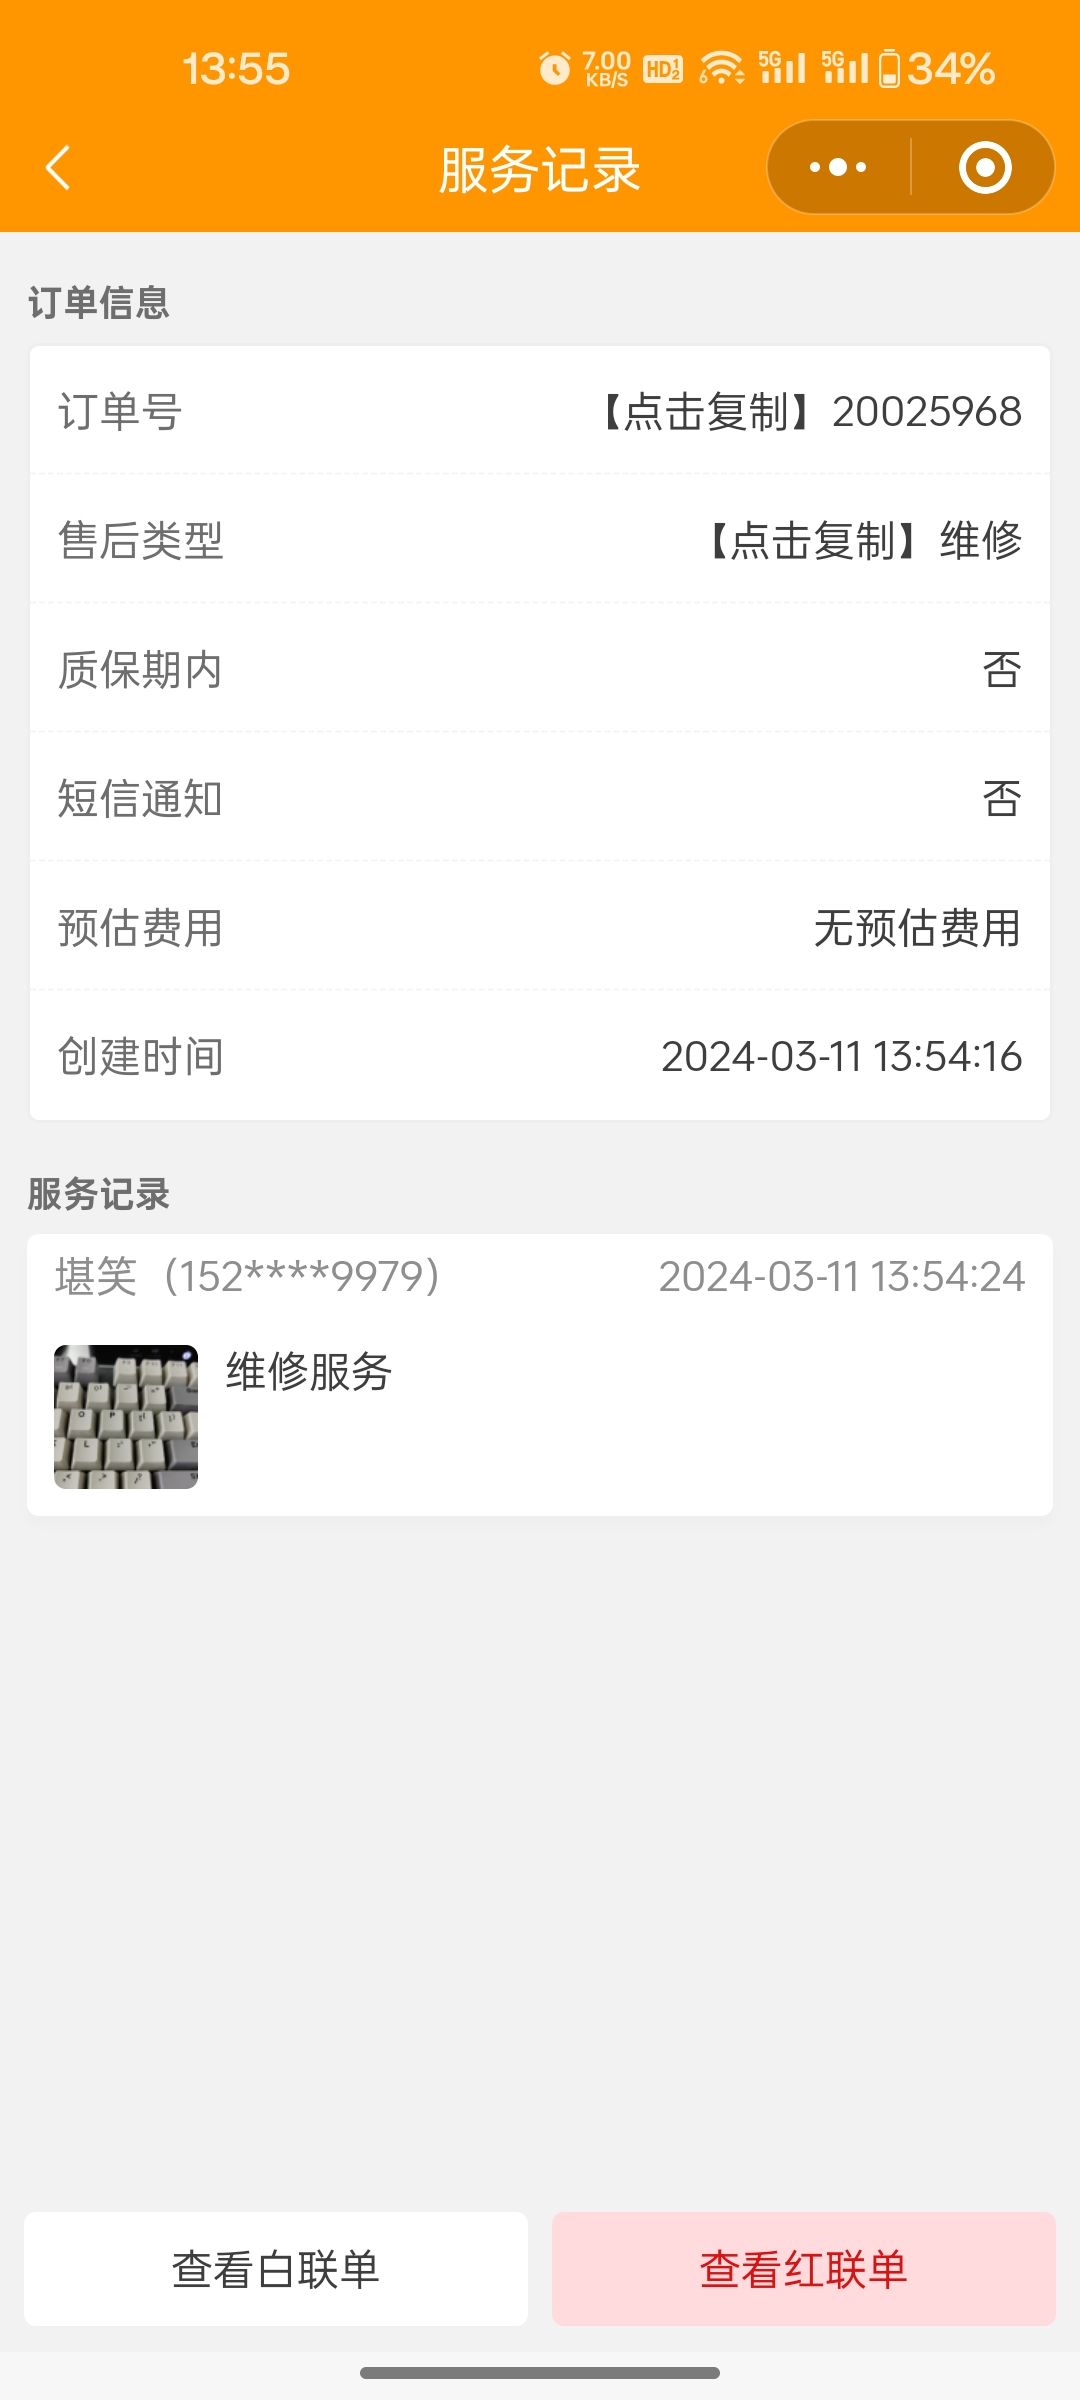 13:55 7.00 KB/S HD 1 2 6 5G 5G 34%
服务记录
订单信息
订单号 【点击复制】20025968
售后类型 【点击复制】维修
质保期内 否
短信通知 否
预估费用 无预估费用
创建时间 2024-03-11 13:54:16
服务记录
堪笑（152****9979） 2024-03-11 13:54:24
维修服务
查看白联单 查看红联单